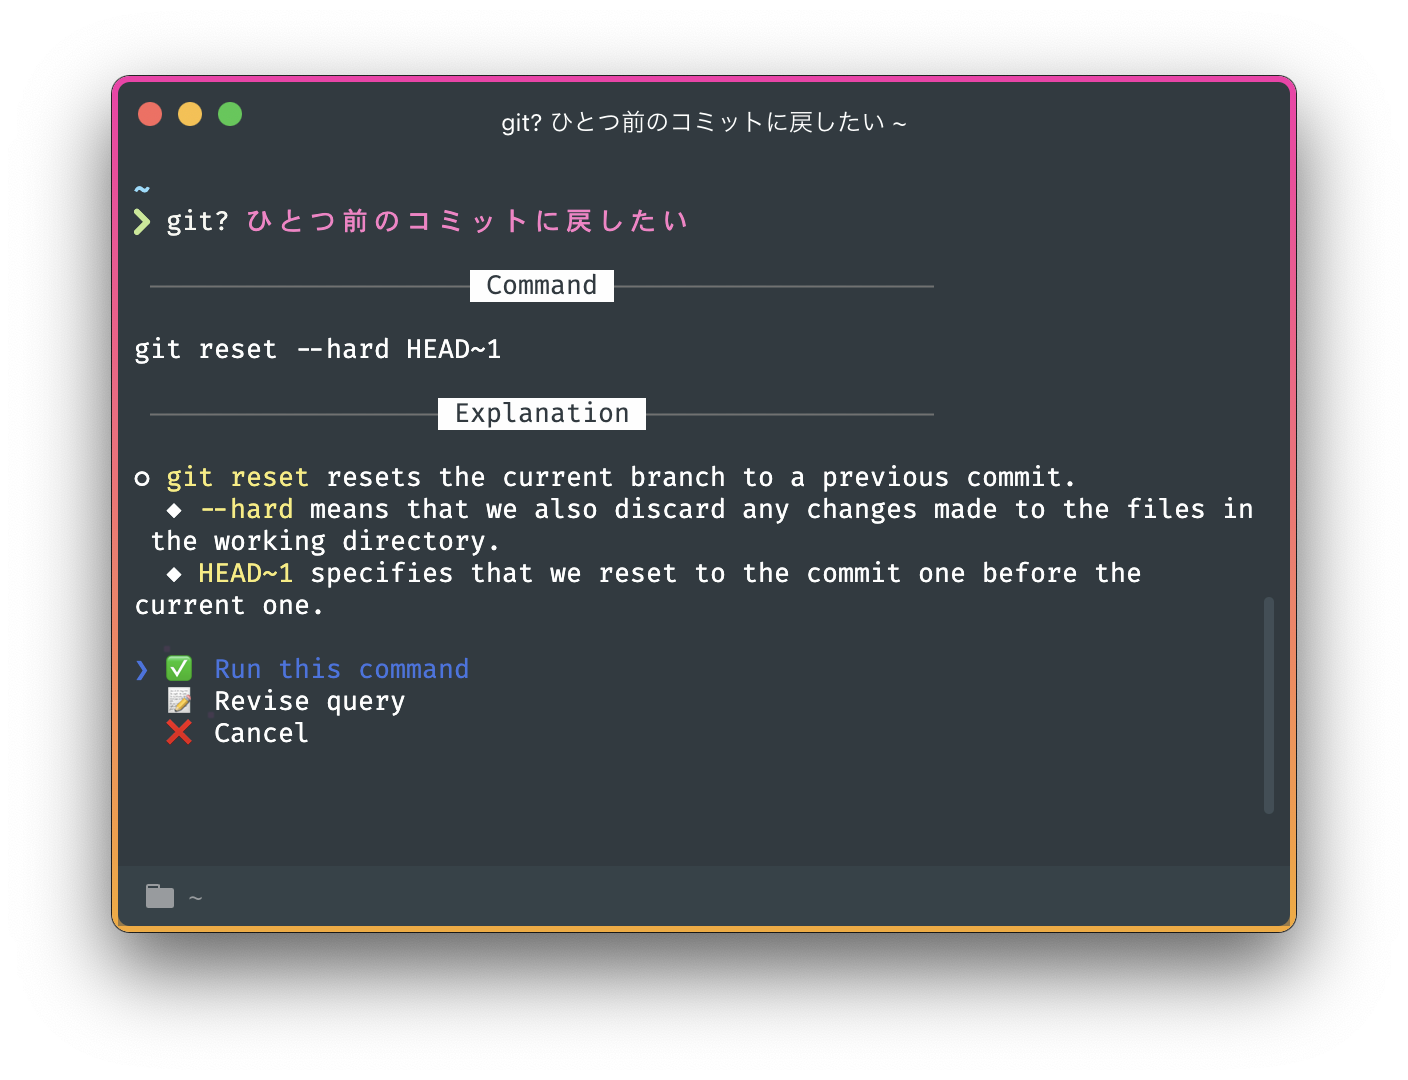 git? ひとつ前のコミットに戻したい ~
~
❯ git? ひとつ前のコミットに戻したい
Command
git reset --hard HEAD~1
Explanation
○ git reset resets the current branch to a previous commit.
◆ --hard means that we also discard any changes made to the files in
the working directory.
◆ HEAD~1 specifies that we reset to the commit one before the
current one.
❯ ✅ Run this command
📝 Revise query
❌ Cancel
~